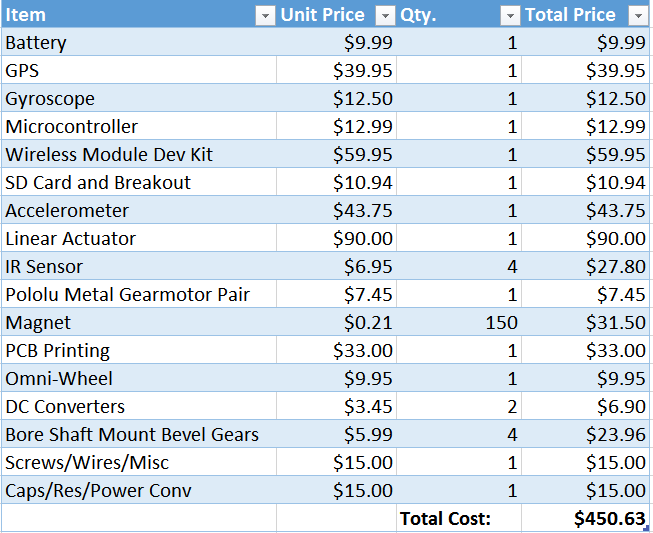 Item Unit Price Qty. Total Price
Battery $9.99 1 $9.99
GPS $39.95 1 $39.95
Gyroscope $12.50 1 $12.50
Microcontroller $12.99 1 $12.99
Wireless Module Dev Kit $59.95 1 $59.95
SD Card and Breakout $10.94 1 $10.94
Accelerometer $43.75 1 $43.75
Linear Actuator $90.00 1 $90.00
IR Sensor $6.95 4 $27.80
Pololu Metal Gearmotor Pair $7.45 1 $7.45
Magnet $0.21 150 $31.50
PCB Printing $33.00 1 $33.00
Omni-Wheel $9.95 1 $9.95
DC Converters $3.45 2 $6.90
Bore Shaft Mount Bevel Gears $5.99 4 $23.96
Screws/Wires/Misc $15.00 1 $15.00
Caps/Res/Power Conv $15.00 1 $15.00
Total Cost: $450.63